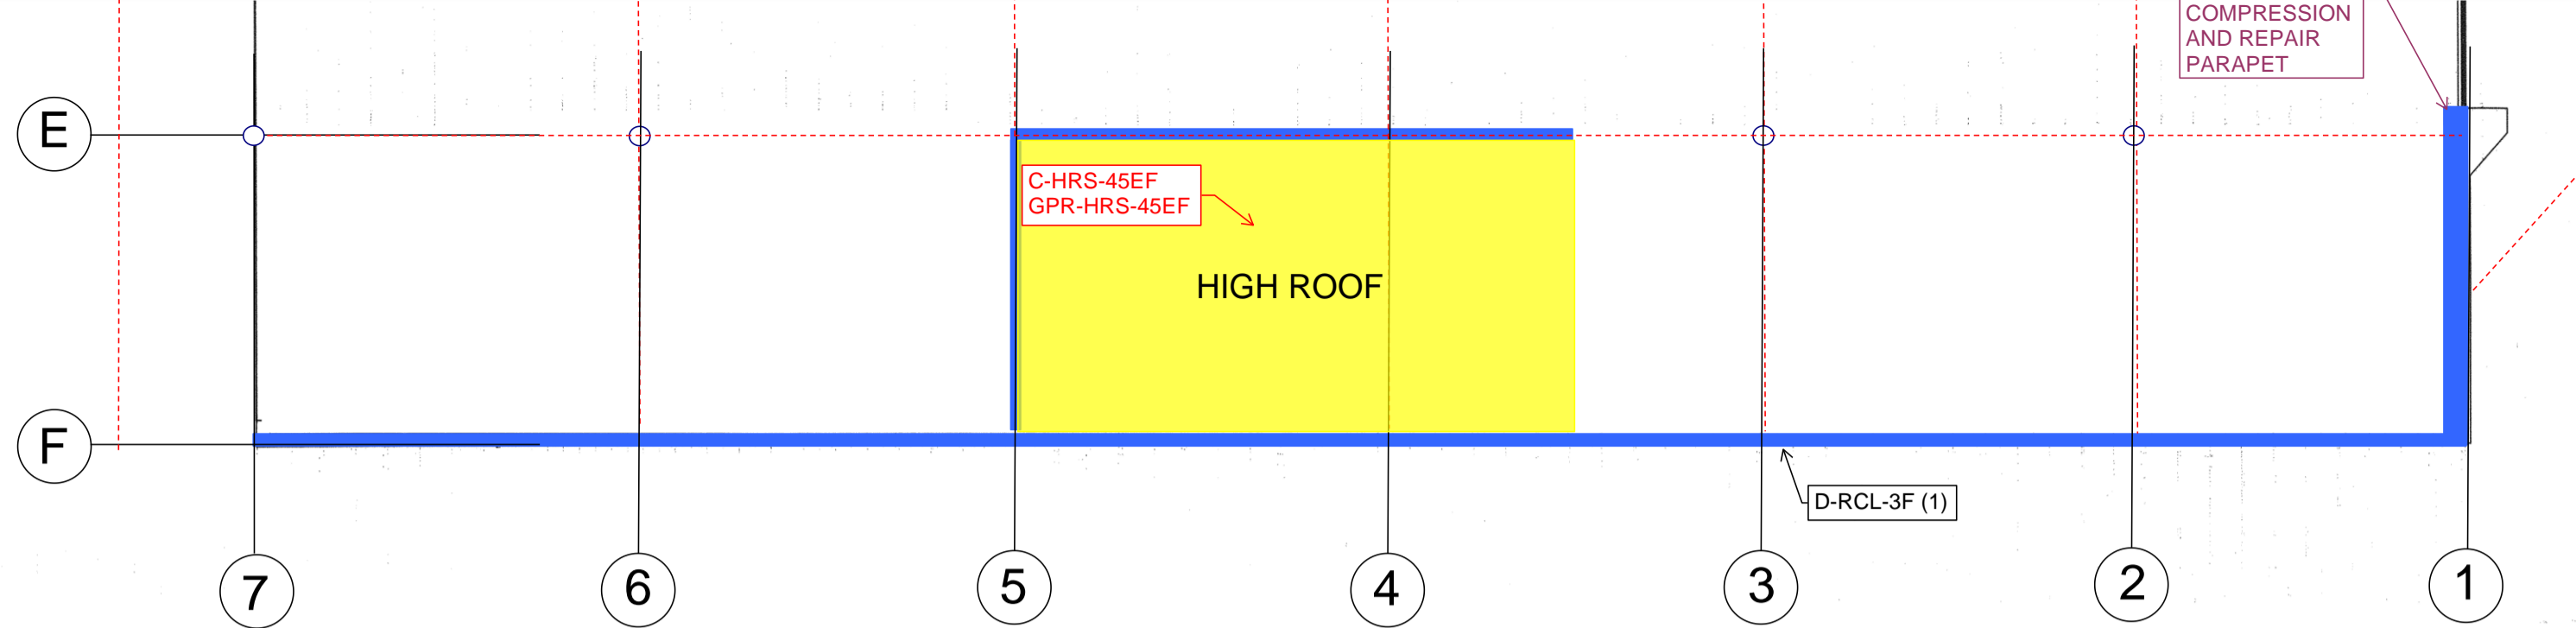 COMPRESSION
AND REPAIR
PARAPET
E
C-HRS-45EF
GPR-HRS-45EF
HIGH ROOF
F
D-RCL-3F (1)
7
6
5
4
3
2
1